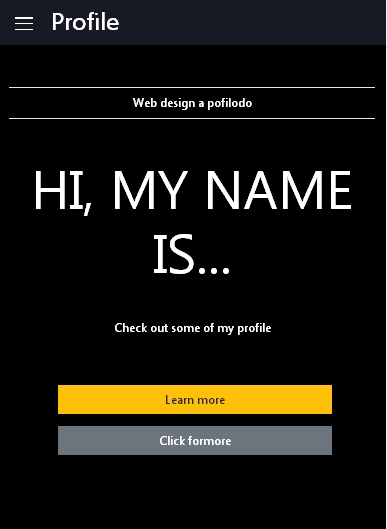 Profile
Web design a pofilodo
HI, MY NAME
IS...
Check out some of my profile
Learn more
Click formore